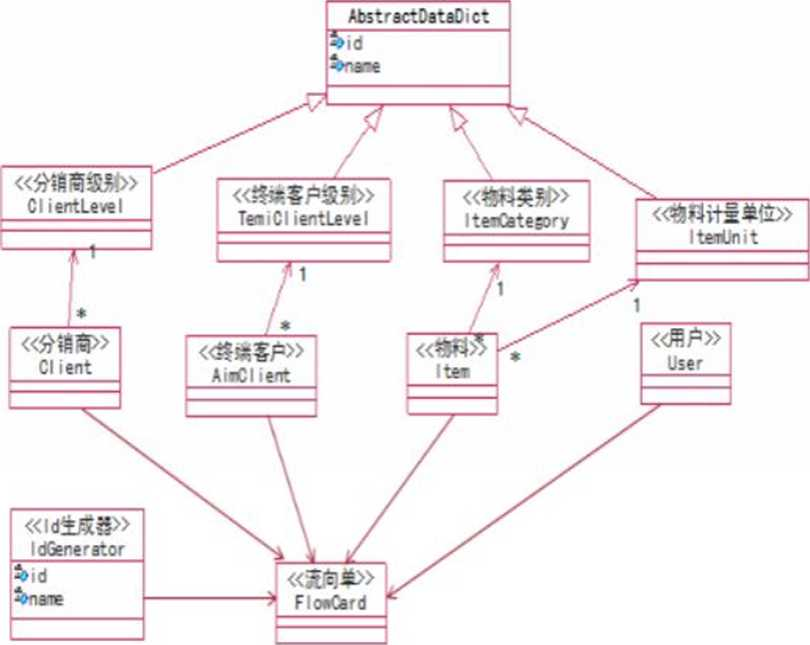 AbstractDataDict
id
name
<<分销商级别>>
ClientLevel
<<终端客户级别>>
TemiClientLevel
<<物料类别>>
ItemCategory
<<物料计量单位>>
ItemUnit
1
1
1
1
*
*
*
*
<<分销商>>
Client
<<终端客户>>
AimClient
<<物料>>
Item
<<用户>>
User
<<Id生成器>>
IdGenerator
id
name
<<流向单>>
FlowCard